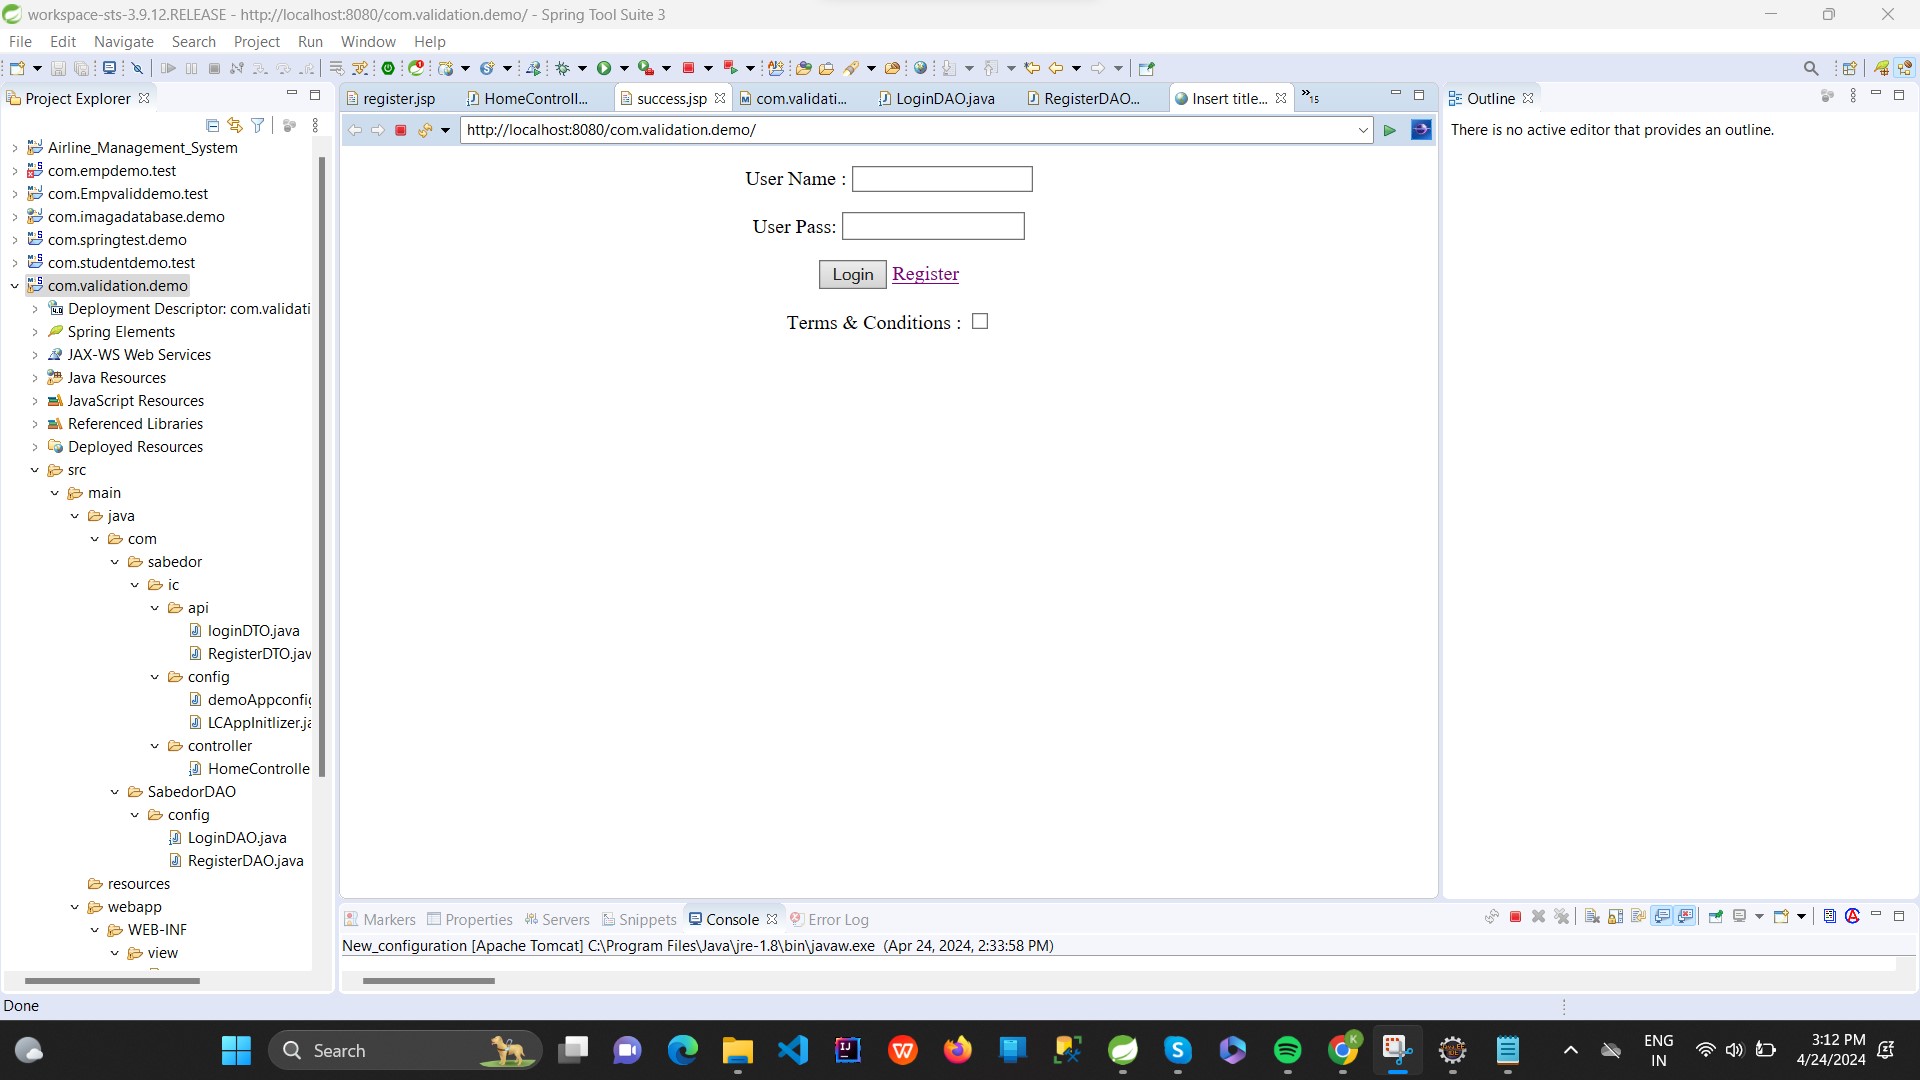 workspace-sts-3.9.12.RELEASE - http://localhost:8080/com.validation.demo/ - Spring Tool Suite 3
File Edit Navigate Search Project Run Window Help
Project Explorer
Airline_Management_System
com.empdemo.test
com.Empvaliddemo.test
com.imagadatabase.demo
com.springtest.demo
com.studentdemo.test
com.validation.demo
Deployment Descriptor: com.validati
Spring Elements
JAX-WS Web Services
Java Resources
JavaScript Resources
Referenced Libraries
Deployed Resources
src
main
java
com
sabedor
ic
api
loginDTO.java
RegisterDTO.jav
config
demoAppconfig
LCAppInitlizer.ja
controller
HomeControlle
SabedorDAO
config
LoginDAO.java
RegisterDAO.java
resources
webapp
WEB-INF
view
register.jsp HomeControll... success.jsp com.validati... LoginDAO.java RegisterDAO... Insert title... »15
http://localhost:8080/com.validation.demo/
User Name :
User Pass:
Login Register
Terms & Conditions :
Outline
There is no active editor that provides an outline.
Markers Properties Servers Snippets Console Error Log
New_configuration [Apache Tomcat] C:\Program Files\Java\jre-1.8\bin\javaw.exe (Apr 24, 2024, 2:33:58 PM)
Done
Search
ENG
IN
3:12 PM
4/24/2024